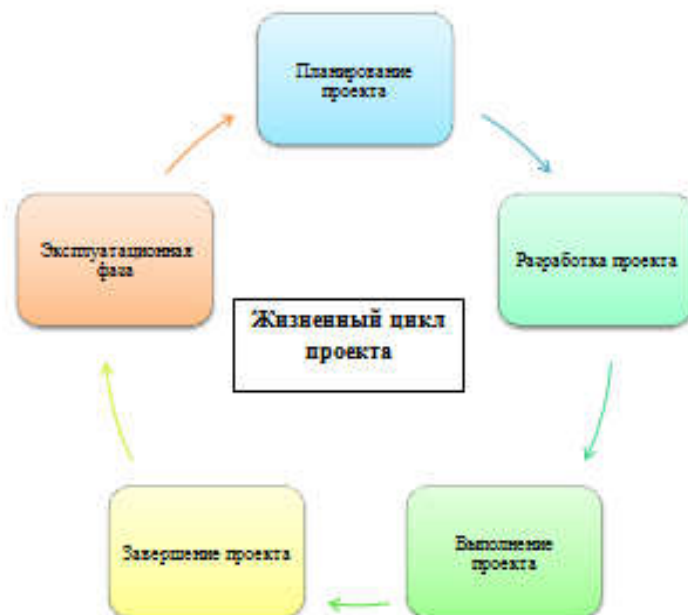 Планирование
проекта
Разработка проекта
Выполнение
проекта
Завершение проекта
Эксплуатационная
фаза
Жизненный цикл
проекта